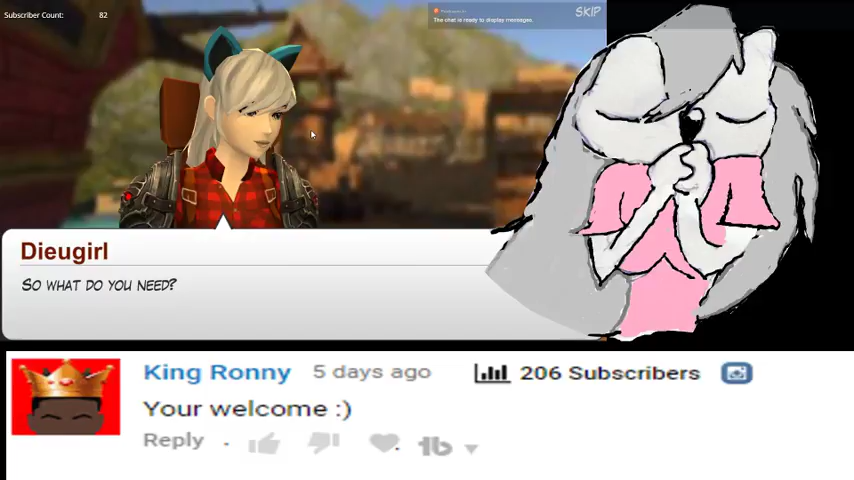 Subscriber Count: 82
The chat is ready to display messages.
SKIP
Dieugirl
SO WHAT DO YOU NEED?
King Ronny 5 days ago 206 Subscribers
Your welcome :)
Reply .